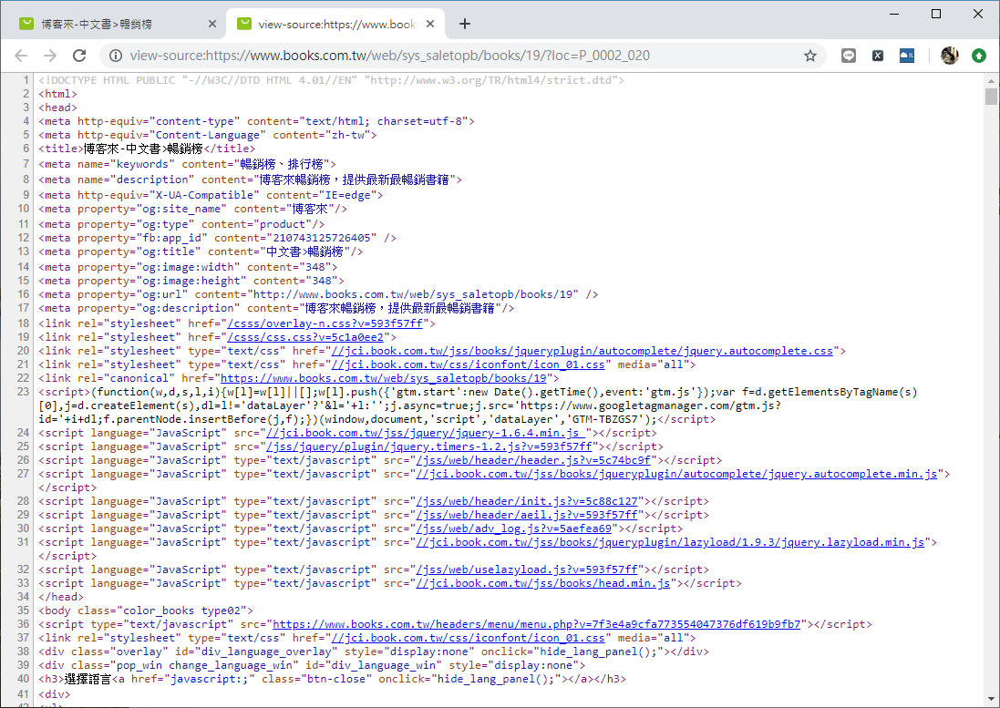 博客來-中文書>暢銷榜
view-source:https://www.book
view-source:https://www.books.com.tw/web/sys_saletopb/books/19/?loc=P_0002_020
1 <!DOCTYPE HTML PUBLIC "-//W3C//DTD HTML 4.01//EN" "http://www.w3.org/TR/html4/strict.dtd">
2 <html>
3 <head>
4 <meta http-equiv="content-type" content="text/html; charset=utf-8">
5 <meta http-equiv="Content-Language" content="zh-tw">
6 <title>博客來-中文書>暢銷榜</title>
7 <meta name="keywords" content="暢銷榜、排行榜">
8 <meta name="description" content="博客來暢銷榜，提供最新最暢銷書籍">
9 <meta http-equiv="X-UA-Compatible" content="IE=edge">
10 <meta property="og:site_name" content="博客來"/>
11 <meta property="og:type" content="product"/>
12 <meta property="fb:app_id" content="210743125726405" />
13 <meta property="og:title" content="中文書>暢銷榜"/>
14 <meta property="og:image:width" content="348">
15 <meta property="og:image:height" content="348">
16 <meta property="og:url" content="http://www.books.com.tw/web/sys_saletopb/books/19" />
17 <meta property="og:description" content="博客來暢銷榜，提供最新最暢銷書籍"/>
18 <link rel="stylesheet" href="/csss/overlay-n.css?v=593f57ff">
19 <link rel="stylesheet" href="/csss/css.css?v=5c1a0ee2">
20 <link rel="stylesheet" type="text/css" href="//jci.book.com.tw/jss/books/jqueryplugin/autocomplete/jquery.autocomplete.css">
21 <link rel="stylesheet" type="text/css" href="//jci.book.com.tw/css/iconfont/icon_01.css" media="all">
22 <link rel="canonical" href="https://www.books.com.tw/web/sys_saletopb/books/19">
23 <script>(function(w,d,s,l,i){w[l]=w[l]||[];w[l].push({'gtm.start':new Date().getTime(),event:'gtm.js'});var f=d.getElementsByTagName(s)
[0],j=d.createElement(s),dl=l!='dataLayer'?'&l='+l:'';j.async=true;j.src='https://www.googletagmanager.com/gtm.js?
id='+i+dl;f.parentNode.insertBefore(j,f);})(window,document,'script','dataLayer','GTM-TBZGS7');</script>
24 <script language="JavaScript" src="//jci.book.com.tw/jss/jquery/jquery-1.6.4.min.js "></script>
25 <script language="JavaScript" src="/jss/jquery/plugin/jquery.timers-1.2.js?v=593f57ff"></script>
26 <script language="JavaScript" type="text/javascript" src="/jss/web/header/header.js?v=5c74bc9f"></script>
27 <script language="JavaScript" type="text/javascript" src="//jci.book.com.tw/jss/books/jqueryplugin/autocomplete/jquery.autocomplete.min.js">
</script>
28 <script language="JavaScript" type="text/javascript" src="/jss/web/header/init.js?v=5c88c127"></script>
29 <script language="JavaScript" type="text/javascript" src="/jss/web/header/aeil.js?v=593f57ff"></script>
30 <script language="JavaScript" type="text/javascript" src="/jss/web/adv_log.js?v=5aefea69"></script>
31 <script language="JavaScript" type="text/javascript" src="//jci.book.com.tw/jss/books/jqueryplugin/lazyload/1.9.3/jquery.lazyload.min.js">
</script>
32 <script language="JavaScript" type="text/javascript" src="/jss/web/uselazyload.js?v=593f57ff"></script>
33 <script language="JavaScript" type="text/javascript" src="//jci.book.com.tw/jss/books/head.min.js"></script>
34 </head>
35 <body class="color_books type02">
36 <script type="text/javascript" src="https://www.books.com.tw/headers/menu/menu.php?v=7f3e4a9cfa773554047376df619b9fb7"></script>
37 <link rel="stylesheet" type="text/css" href="//jci.book.com.tw/css/iconfont/icon_01.css" media="all">
38 <div class="overlay" id="div_language_overlay" style="display:none" onclick="hide_lang_panel();"></div>
39 <div class="pop_win change_language_win" id="div_language_win" style="display:none">
40 <h3>選擇語言<a href="javascript:;" class="btn-close" onclick="hide_lang_panel();"></a></h3>
41 <div>